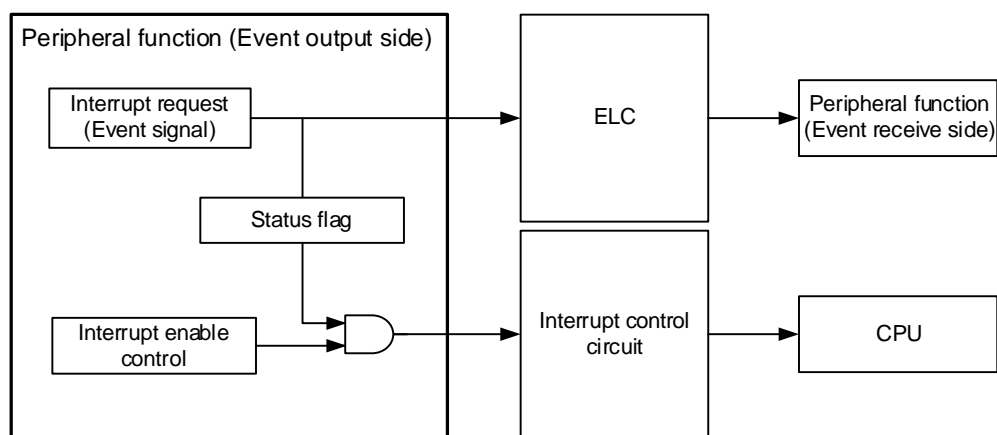 Peripheral function (Event output side)
Interrupt request
(Event signal)
ELC
Peripheral function
(Event receive side)
Status flag
Interrupt enable
control
Interrupt control
circuit
CPU